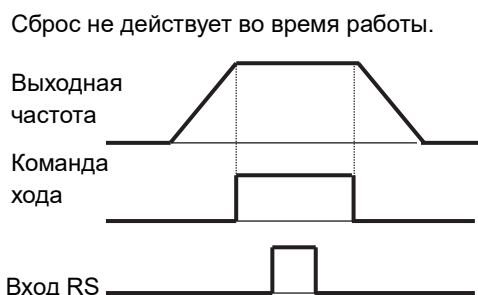 Сброс не действует во время работы.
Выходная
частота
Команда
хода
Вход RS